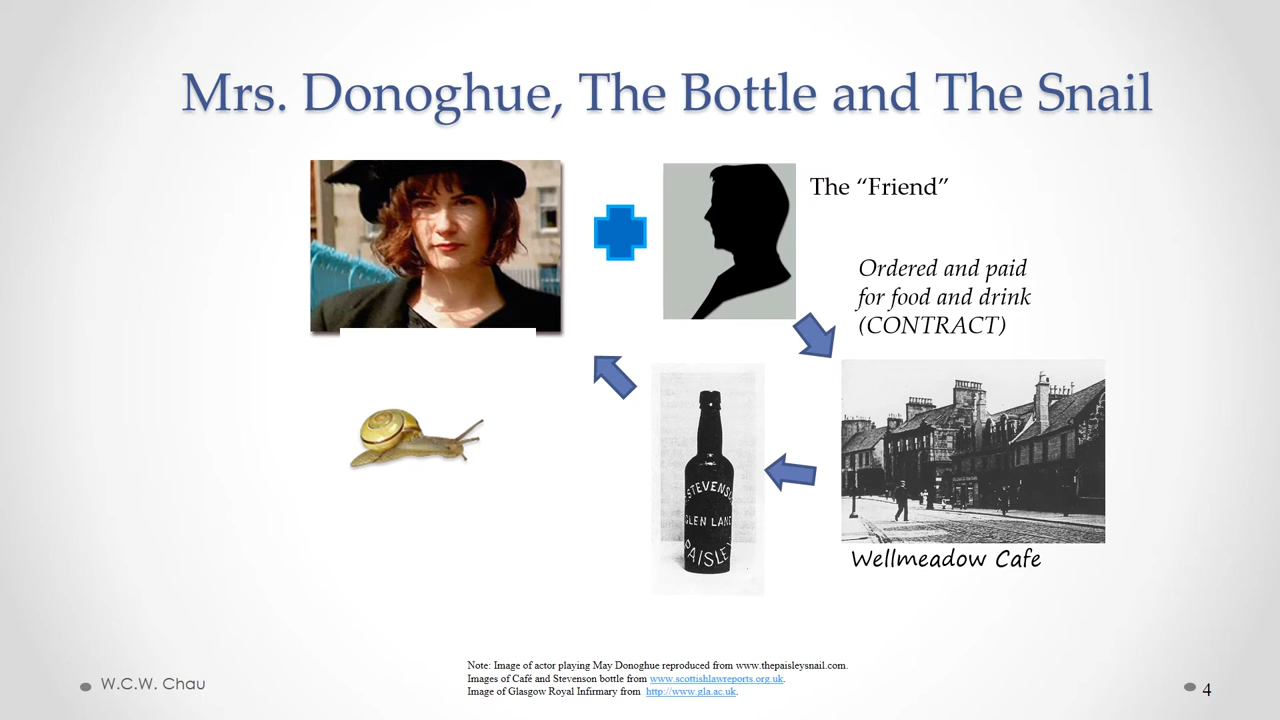 Mrs. Donoghue, The Bottle and The Snail
The “Friend”
Ordered and paid
for food and drink
(CONTRACT)
STEVENS
GLEN LANE
PAISLEY
Wellmeadow Cafe
Note: Image of actor playing May Donoghue reproduced from www.thepaisleysnail.com.
Images of Café and Stevenson bottle from www.scottishlawreports.org.uk.
Image of Glasgow Royal Infirmary from http://www.gla.ac.uk.
W.C.W. Chau
4